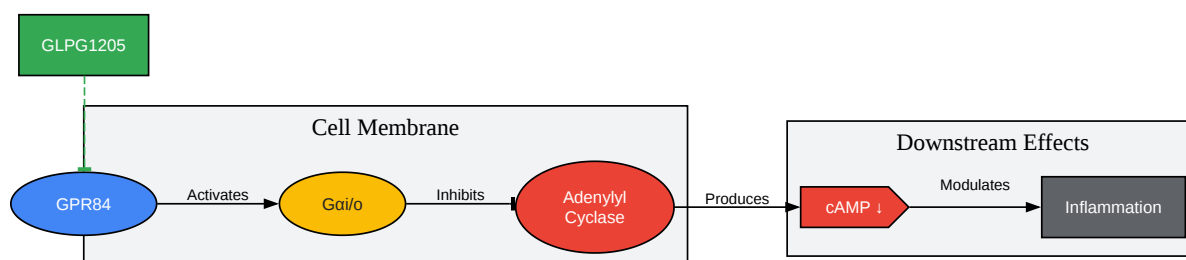 GLPG1205
Cell Membrane
Downstream Effects
GPR84
Activates
Gαi/o
Inhibits
Adenylyl
Cyclase
Produces
cAMP ↓
Modulates
Inflammation